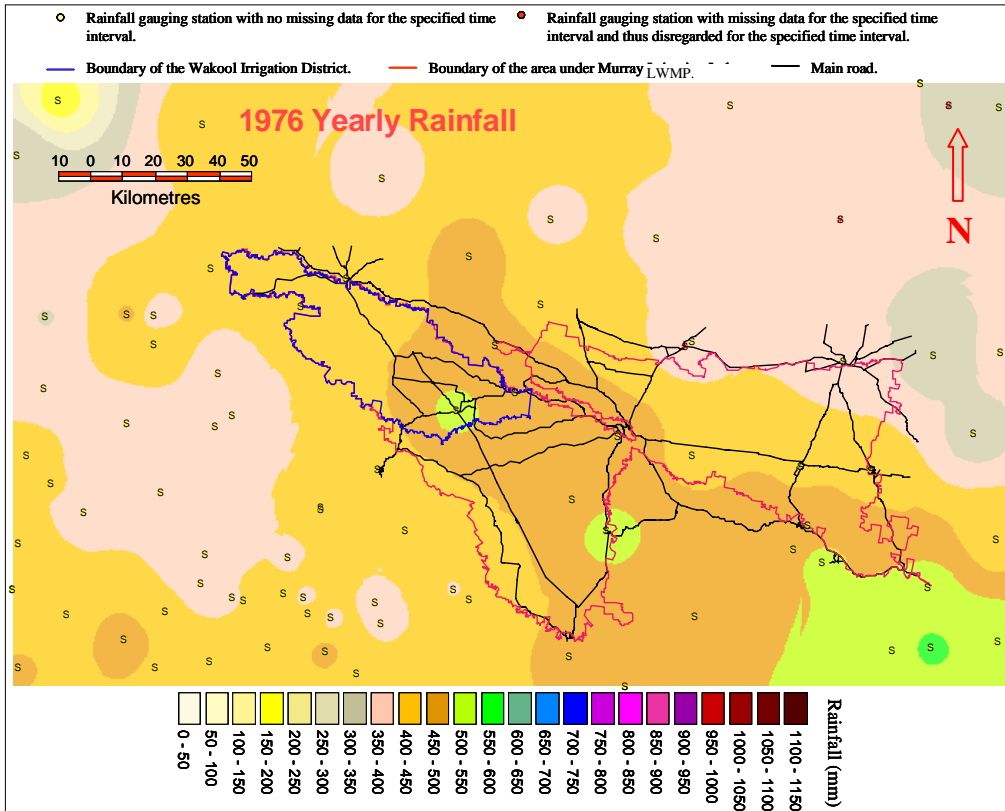 Rainfall gauging station with no missing data for the specified time
interval.
Rainfall gauging station with missing data for the specified time
interval and thus disregarded for the specified time interval.
Boundary of the Wakool Irrigation District.
Boundary of the area under Murray
LWMP.
Main road.
1976 Yearly Rainfall
10 0 10 20 30 40 50
Kilometres
N
0 - 50
50 - 100
100 - 150
150 - 200
200 - 250
250 - 300
300 - 350
350 - 400
400 - 450
450 - 500
500 - 550
550 - 600
600 - 650
650 - 700
700 - 750
750 - 800
800 - 850
850 - 900
900 - 950
950 - 1000
1000 - 1050
1050 - 1100
1100 - 1150
Rainfall (mm)